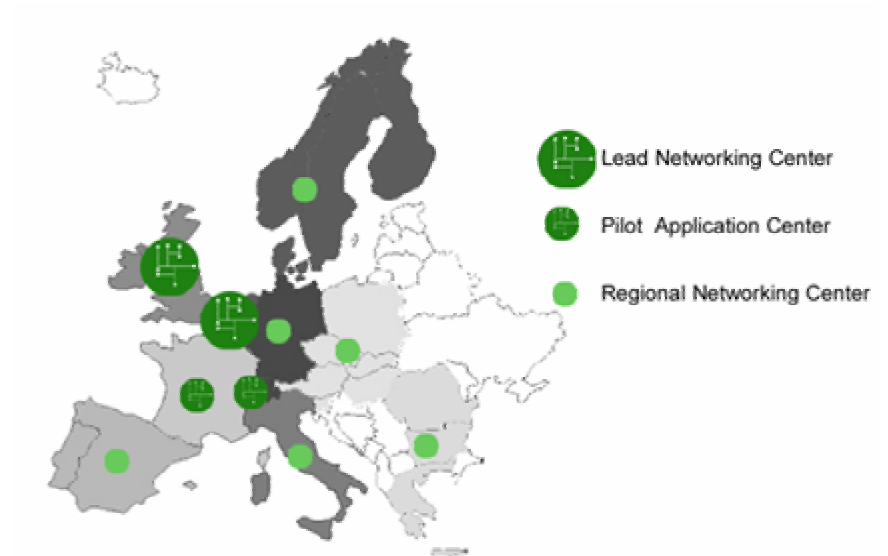 Lead Networking Center
Pilot Application Center
Regional Networking Center